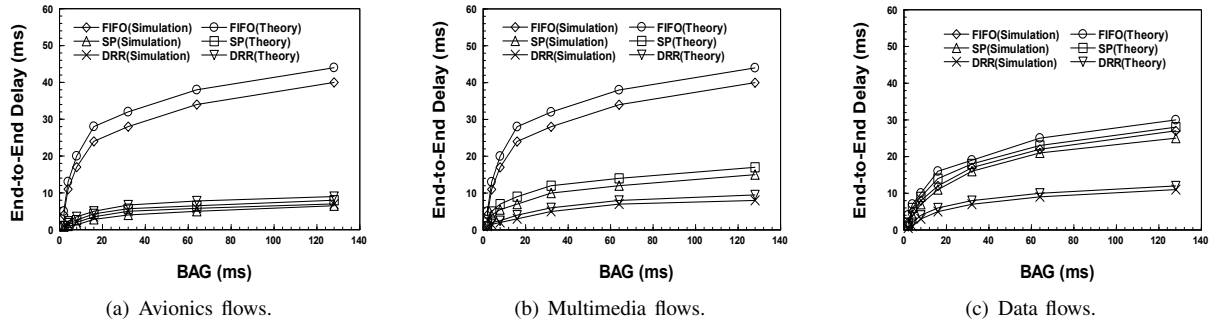 End-to-End Delay (ms)
60
50
40
30
20
10
0
FIFO(Simulation) FIFO(Theory)
SP(Simulation) SP(Theory)
DRR(Simulation) DRR(Theory)
0 20 40 60 80 100 120 140
BAG (ms)
(a) Avionics flows.
End-to-End Delay (ms)
60
50
40
30
20
10
0
FIFO(Simulation) FIFO(Theory)
SP(Simulation) SP(Theory)
DRR(Simulation) DRR(Theory)
0 20 40 60 80 100 120 140
BAG (ms)
(b) Multimedia flows.
End-to-End Delay (ms)
60
50
40
30
20
10
0
FIFO(Simulation) FIFO(Theory)
SP(Simulation) SP(Theory)
DRR(Simulation) DRR(Theory)
0 20 40 60 80 100 120 140
BAG (ms)
(c) Data flows.